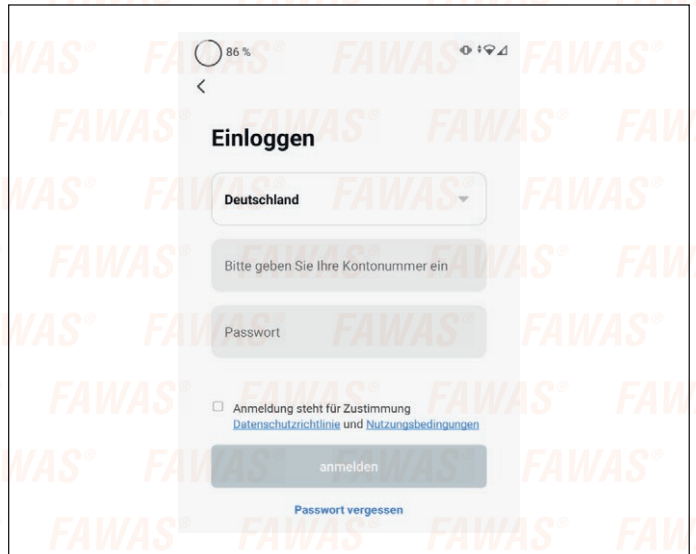 86 %
Einloggen
Deutschland
Bitte geben Sie Ihre Kontonummer ein
Passwort
Anmeldung steht für Zustimmung
Datenschutzrichtlinie und Nutzungsbedingungen
anmelden
Passwort vergessen
FAWAS®